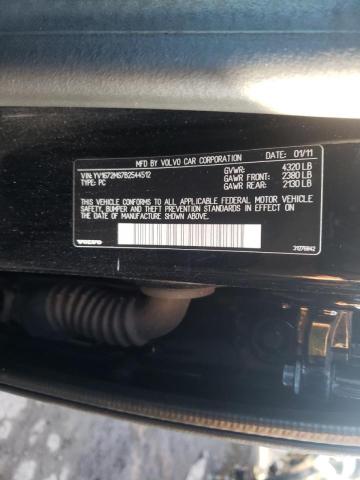 MFD BY VOLVO CAR CORPORATION DATE: 01/11
VIN: YV1672MS7B2544512 GVWR: 4320 LB
TYPE: PC GAWR FRONT: 2380 LB
GAWR REAR: 2130 LB
THIS VEHICLE CONFORMS TO ALL APPLICABLE FEDERAL MOTOR VEHICLE
SAFETY, BUMPER AND THEFT PREVENTION STANDARDS IN EFFECT ON THE
DATE OF MANUFACTURE SHOWN ABOVE.
VOLVO 31276942